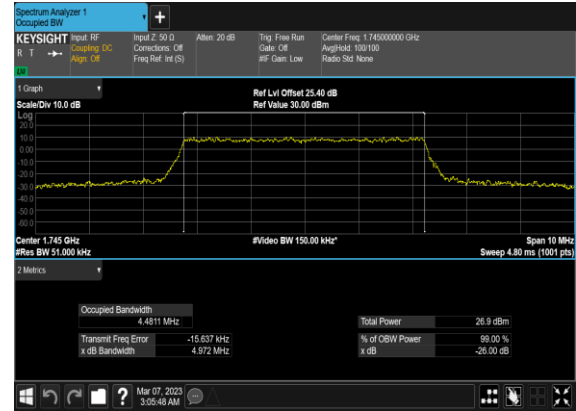 Spectrum Analyzer 1
Occupied BW
+
KEYSIGHT Input: RF Input Z: 50 Ω Atten: 20 dB Trig: Free Run Center Freq: 1.745000000 GHz
R T Coupling: DC Corrections: Off Gate: Off Avg|Hold: 100/100
Align: Off Freq Ref: Int (S) #IF Gain: Low Radio Std: None
1 Graph
Ref Lvl Offset 25.40 dB
Scale/Div 10.0 dB Ref Value 30.00 dBm
Log
20.0
10.0
0.00
-10.0
-20.0
-30.0
-40.0
-50.0
-60.0
Center 1.745 GHz #Video BW 150.00 kHz* Span 10 MHz
#Res BW 51.000 kHz Sweep 4.80 ms (1001 pts)
2 Metrics
Occupied Bandwidth
4.4811 MHz Total Power 26.9 dBm
Transmit Freq Error -15.637 kHz % of OBW Power 99.00 %
x dB Bandwidth 4.972 MHz x dB -26.00 dB
?
Mar 07, 2023
3:05:48 AM